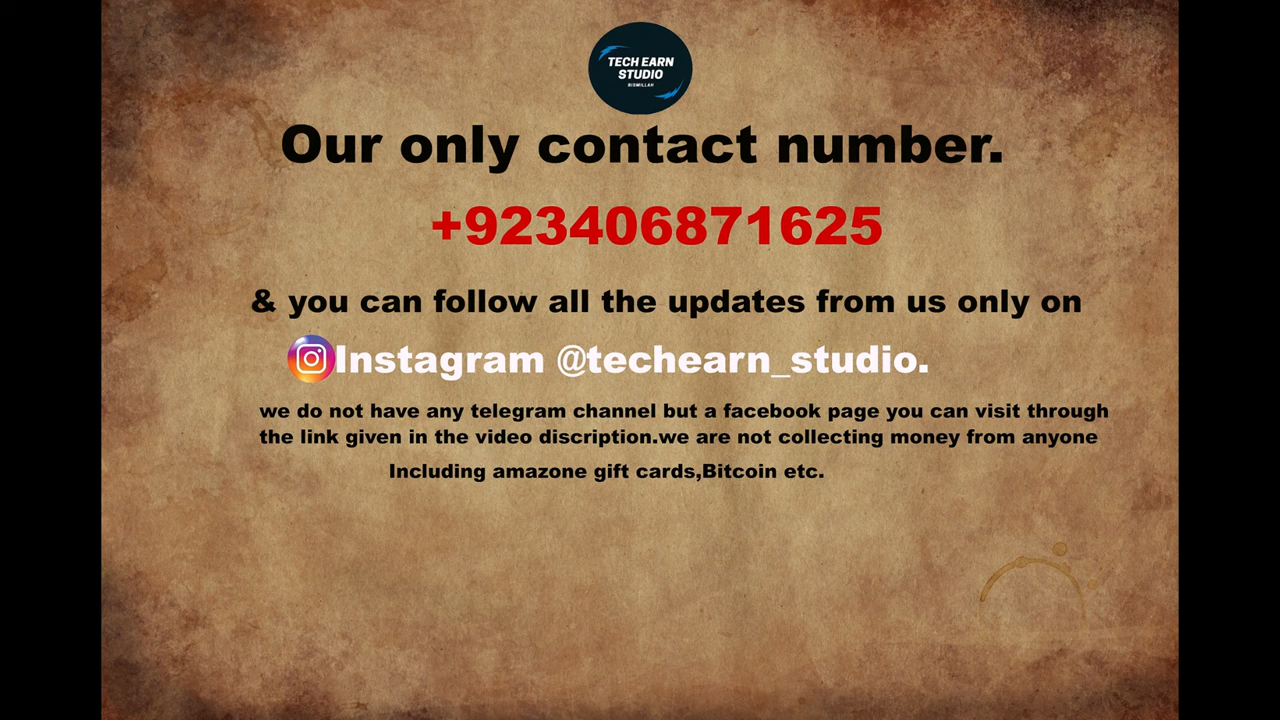 TECH EARN
STUDIO
BISMILLAH
Our only contact number.
+923406871625
& you can follow all the updates from us only on
Instagram @techearn_studio.
we do not have any telegram channel but a facebook page you can visit through
the link given in the video discription.we are not collecting money from anyone
Including amazone gift cards,Bitcoin etc.